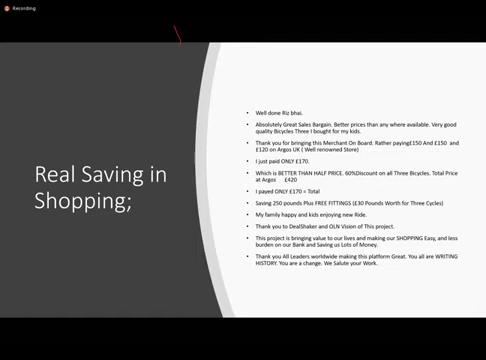 Recording
Real Saving in
Shopping;
• Well done Riz bhai.
• Absolutely Great Sales Bargain. Better prices than any where available. Very good
quality Bicycles Three I bought for my kids.
• Thank you for bringing this Merchant On Board. Rather paying£150 And £150 and
£120 on Argos UK ( Well renowned Store)
• I just paid ONLY £170.
• Which is BETTER THAN HALF PRICE. 60%Discount on all Three Bicycles. Total Price
at Argos £420
• I payed ONLY £170 = Total
• Saving 250 pounds Plus FREE FITTINGS (£30 Pounds Worth for Three Cycles)
• My family happy and kids enjoying new Ride.
• Thank you to DealShaker and OLN Vision of This project.
• This project is bringing value to our lives and making our SHOPPING Easy, and less
burden on our Bank and Saving us Lots of Money.
• Thank you All Leaders worldwide making this platform Great. You all are WRITING
HISTORY. You are a change. We Salute your Work.